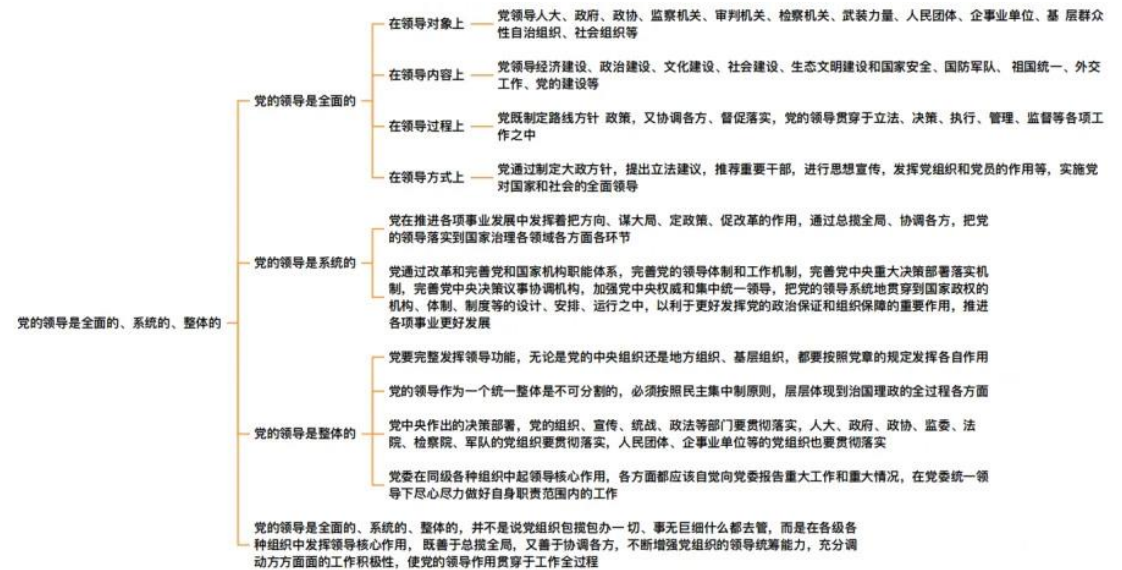 党的领导是全面的、系统的、整体的
党的领导是全面的
在领导对象上
党领导人大、政府、政协、监察机关、审判机关、检察机关、武装力量、人民团体、企事业单位、基 层群众
性自治组织、社会组织等
在领导内容上
党领导经济建设、政治建设、文化建设、社会建设、生态文明建设和国家安全、国防军队、 祖国统一、外交
工作、党的建设等
在领导过程上
党既制定路线方针 政策，又协调各方、督促落实，党的领导贯穿于立法、决策、执行、管理、监督等各项工
作之中
在领导方式上
党通过制定大政方针，提出立法建议，推荐重要干部，进行思想宣传，发挥党组织和党员的作用等，实施党
对国家和社会的全面领导
党的领导是系统的
党在推进各项事业发展中发挥着把方向、谋大局、定政策、促改革的作用，通过总揽全局、协调各方，把党
的领导落实到国家治理各领域各方面各环节
党通过改革和完善党和国家机构职能体系，完善党的领导体制和工作机制，完善党中央重大决策部署落实机
制，完善党中央决策议事协调机构，加强党中央权威和集中统一领导，把党的领导系统地贯穿到国家政权的
机构、体制、制度等的设计、安排、运行之中，以利于更好发挥党的政治保证和组织保障的重要作用，推进
各项事业更好发展
党的领导是整体的
党要完整发挥领导功能，无论是党的中央组织还是地方组织、基层组织，都要按照党章的规定发挥各自作用
党的领导作为一个统一整体是不可分割的，必须按照民主集中制原则，层层体现到治国理政的全过程各方面
党中央作出的决策部署，党的组织、宣传、统战、政法等部门要贯彻落实，人大、政府、政协、监委、法
院、检察院、军队的党组织要贯彻落实，人民团体、企事业单位等的党组织也要贯彻落实
党委在同级各种组织中起领导核心作用，各方面都应该自觉向党委报告重大工作和重大情况，在党委统一领
导下尽心尽力做好自身职责范围内的工作
党的领导是全面的、系统的、整体的，并不是说党组织包揽包办一 切、事无巨细什么都去管，而是在各级各
种组织中发挥领导核心作用， 既善于总揽全局，又善于协调各方，不断增强党组织的领导统筹能力，充分调
动方方面面的工作积极性，使党的领导作用贯穿于工作全过程